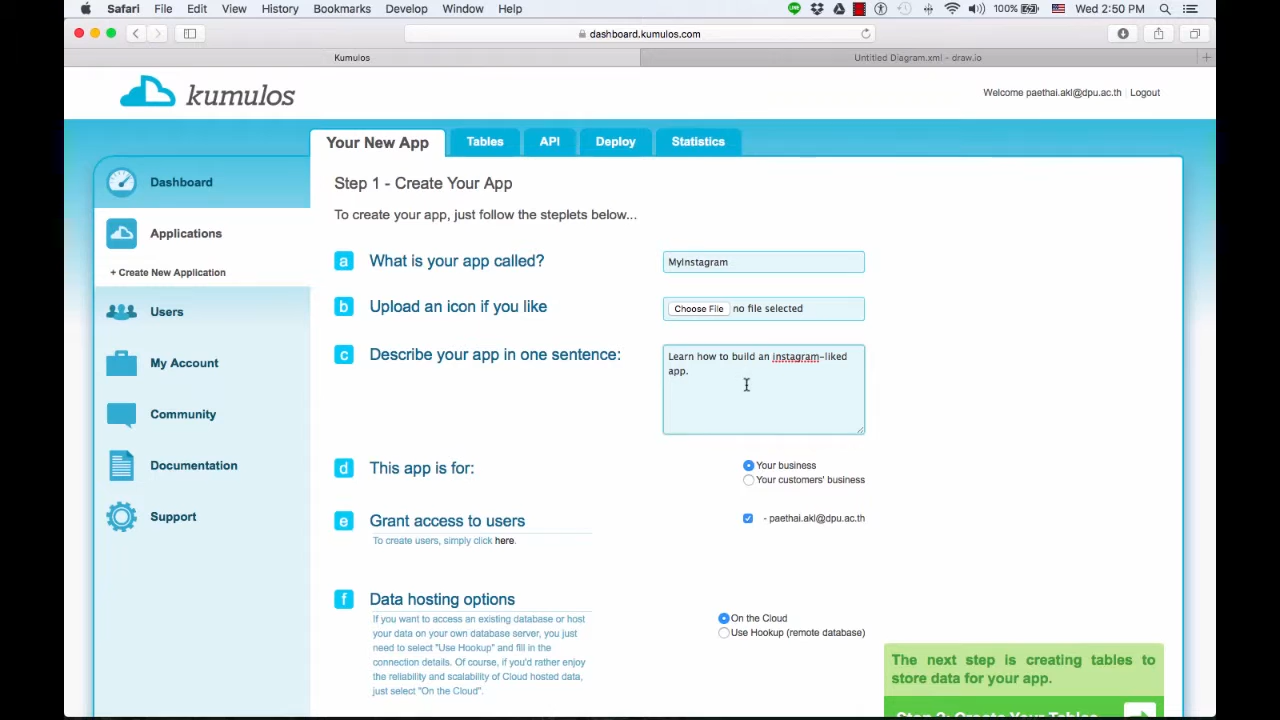 Safari File Edit View History Bookmarks Develop Window Help 100% Wed 2:50 PM
dashboard.kumulos.com
Kumulos Untitled Diagram.xml - draw.io
kumulos
Welcome paethai.akl@dpu.ac.th | Logout
Your New App Tables API Deploy Statistics
Dashboard
Applications
+ Create New Application
Users
My Account
Community
Documentation
Support
Step 1 - Create Your App
To create your app, just follow the steplets below...
a What is your app called? MyInstagram
b Upload an icon if you like Choose File no file selected
c Describe your app in one sentence: Learn how to build an instagram-liked
app.
d This app is for: Your business
Your customers' business
e Grant access to users - paethai.akl@dpu.ac.th
To create users, simply click here.
f Data hosting options On the Cloud
Use Hookup (remote database)
If you want to access an existing database or host
your data on your own database server, you just
need to select "Use Hookup" and fill in the
connection details. Of course, if you'd rather enjoy
the reliability and scalability of Cloud hosted data,
just select "On the Cloud".
The next step is creating tables to
store data for your app.
Step 2: Create Your Tables